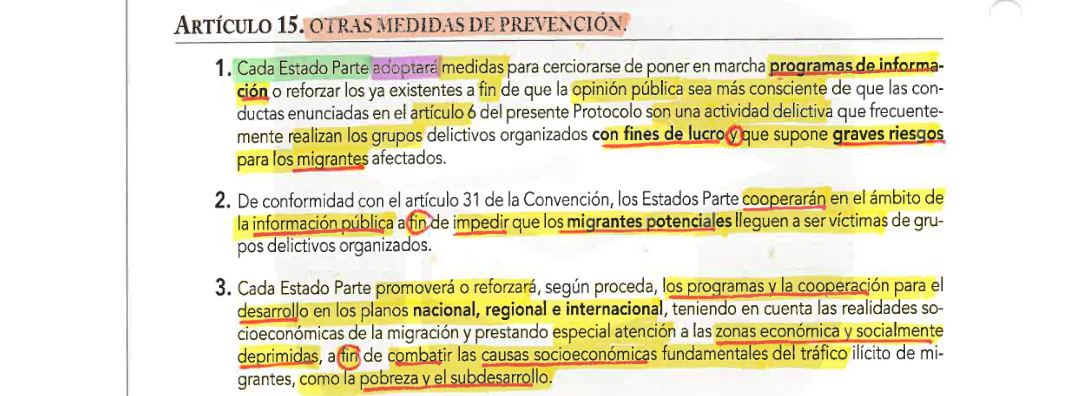 ARTÍCULO 15. OTRAS MEDIDAS DE PREVENCIÓN.
1. Cada Estado Parte adoptará medidas para cerciorarse de poner en marcha programas de informa-
ción o reforzar los ya existentes a fin de que la opinión pública sea más consciente de que las con-
ductas enunciadas en el artículo 6 del presente Protocolo son una actividad delictiva que frecuente-
mente realizan los grupos delictivos organizados con fines de lucro y que supone graves riesgos
para los migrantes afectados.
2. De conformidad con el artículo 31 de la Convención, los Estados Parte cooperarán en el ámbito de
la información pública a fin de impedir que los migrantes potenciales lleguen a ser víctimas de gru-
pos delictivos organizados.
3. Cada Estado Parte promoverá o reforzará, según proceda, los programas y la cooperación para el
desarrollo en los planos nacional, regional e internacional, teniendo en cuenta las realidades so-
cioeconómicas de la migración y prestando especial atención a las zonas económica y socialmente
deprimidas, a fin de combatir las causas socioeconómicas fundamentales del tráfico ilícito de mi-
grantes, como la pobreza y el subdesarrollo.